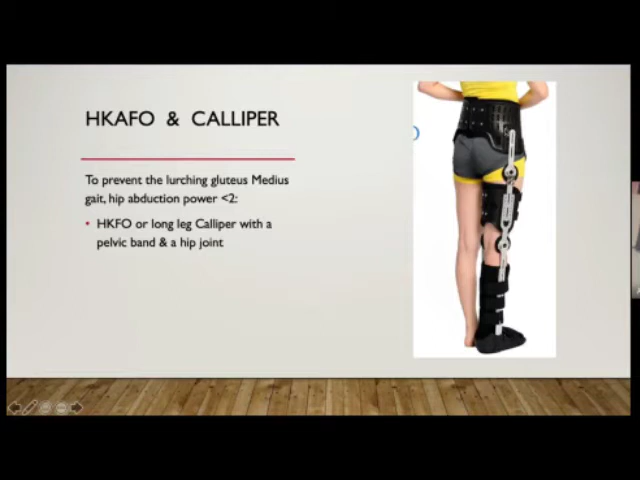 HKAFO & CALLIPER
To prevent the lurching gluteus Medius
gait, hip abduction power <2:
• HKFO or long leg Calliper with a
pelvic band & a hip joint